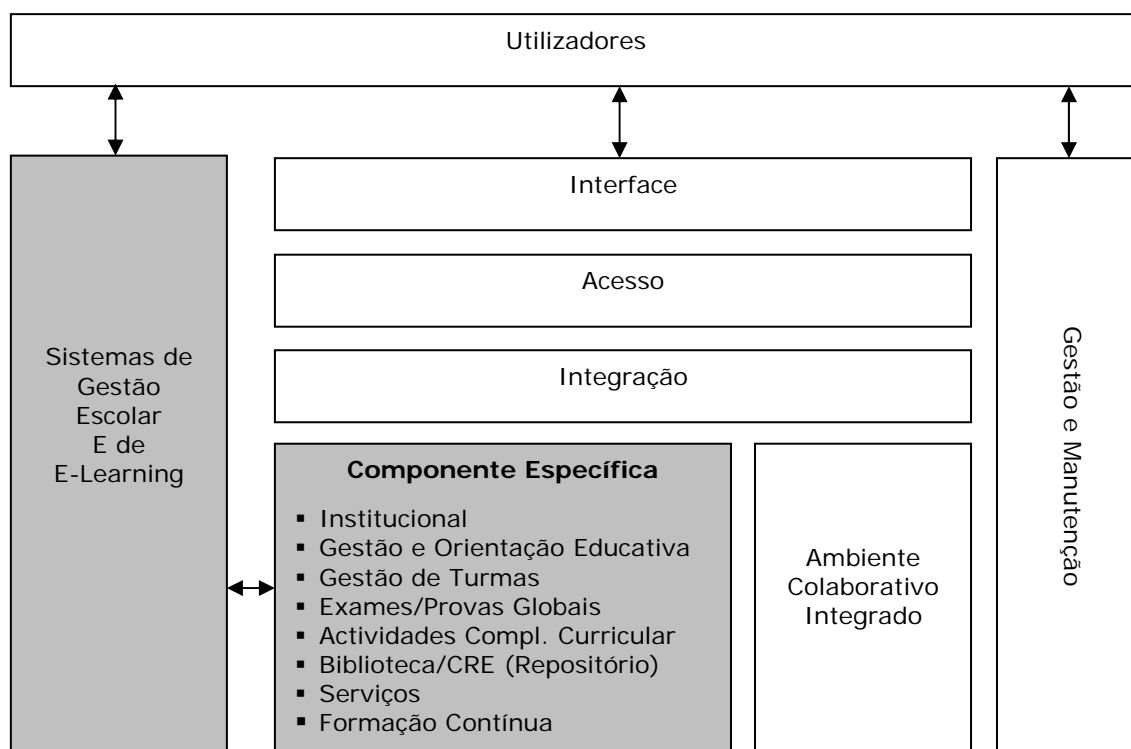 Utilizadores
Sistemas de
Gestão
Escolar
E de
E-Learning
Interface
Acesso
Integração
Componente Específica
▪ Institucional
▪ Gestão e Orientação Educativa
▪ Gestão de Turmas
▪ Exames/Provas Globais
▪ Actividades Compl. Curricular
▪ Biblioteca/CRE (Repositório)
▪ Serviços
▪ Formação Contínua
Ambiente
Colaborativo
Integrado
Gestão e Manutenção